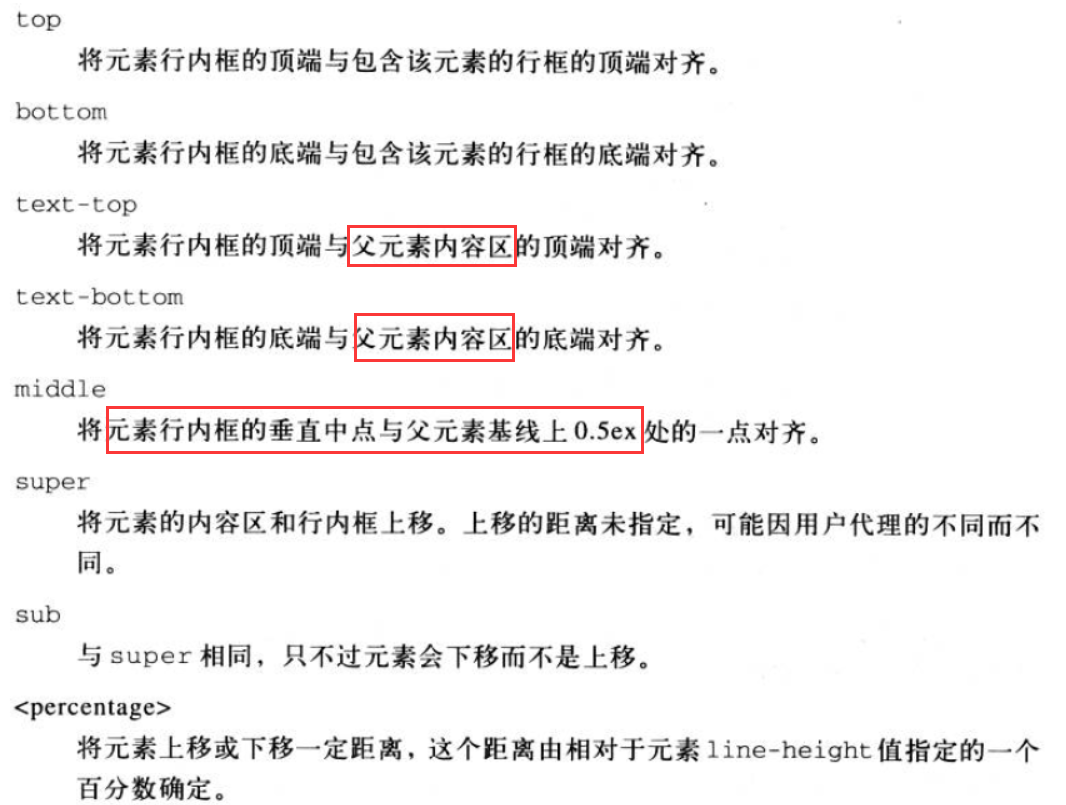 top
将元素行内框的顶端与包含该元素的行框的顶端对齐。
bottom
将元素行内框的底端与包含该元素的行框的底端对齐。
text-top
将元素行内框的顶端与父元素内容区的顶端对齐。
text-bottom
将元素行内框的底端与父元素内容区的底端对齐。
middle
将元素行内框的垂直中点与父元素基线上 0.5ex 处的一点对齐。
super
将元素的内容区和行内框上移。上移的距离未指定，可能因用户代理的不同而不
同。
sub
与 super 相同，只不过元素会下移而不是上移。
<percentage>
将元素上移或下移一定距离，这个距离由相对于元素 line-height 值指定的一个
百分数确定。